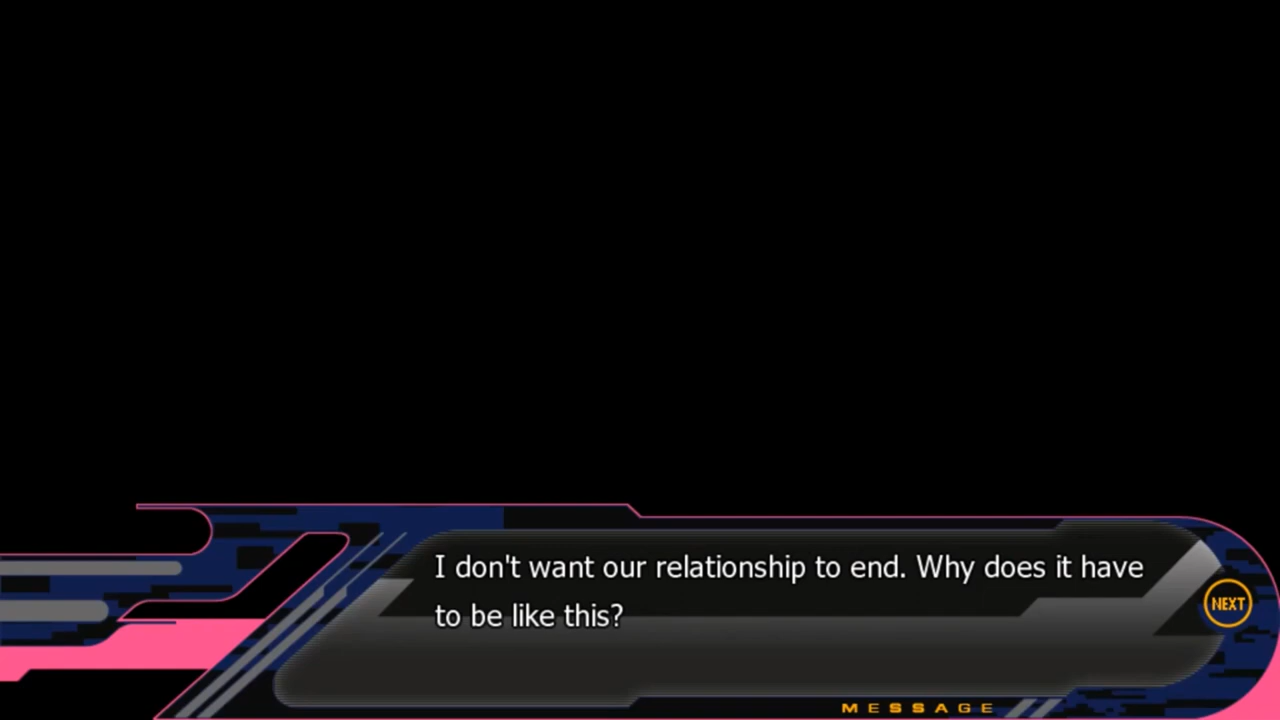 I don't want our relationship to end. Why does it have
to be like this?
NEXT
MESSAGE